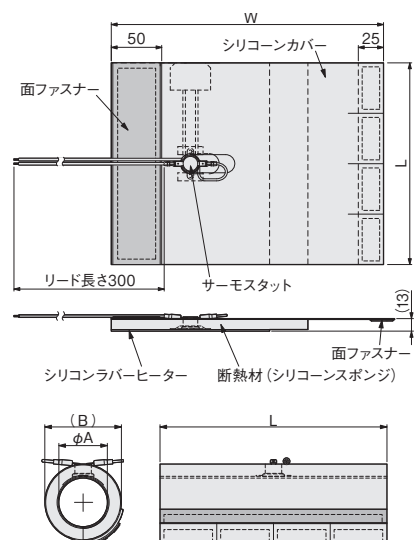 W
50
シリコーンカバー
25
面ファスナー
L
リード長さ300
サーモスタット
(13)
面ファスナー
シリコンラバーヒーター
断熱材(シリコーンスポンジ)
(B)
φA
L